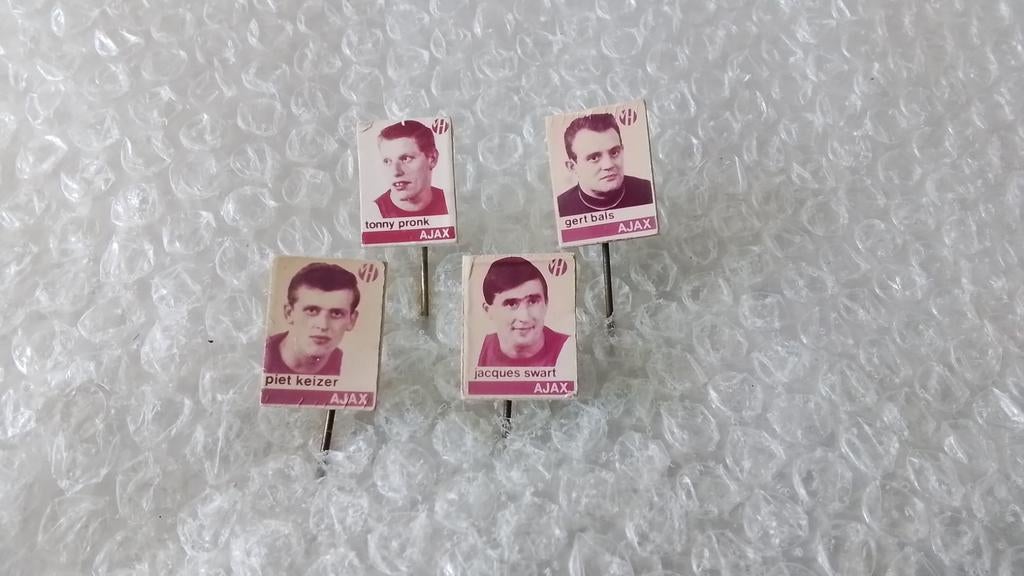 tonny pronk
AJAX
gert bals
AJAX
piet keizer
AJAX
jacques swart
AJAX